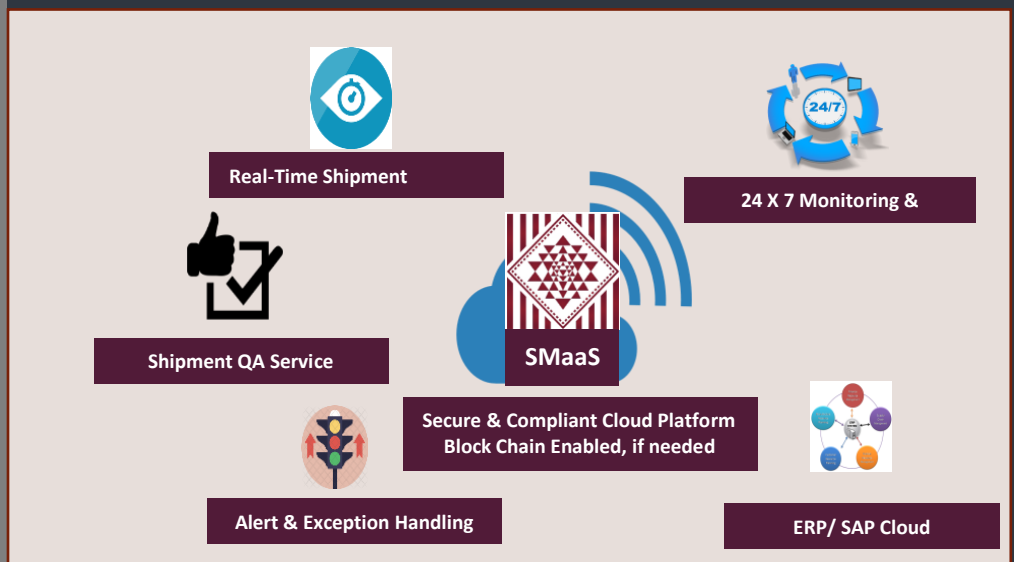 24/7
Real-Time Shipment
24 X 7 Monitoring &
Shipment QA Service
SMaaS
Secure & Compliant Cloud Platform
Block Chain Enabled, if needed
Alert & Exception Handling
ERP/ SAP Cloud